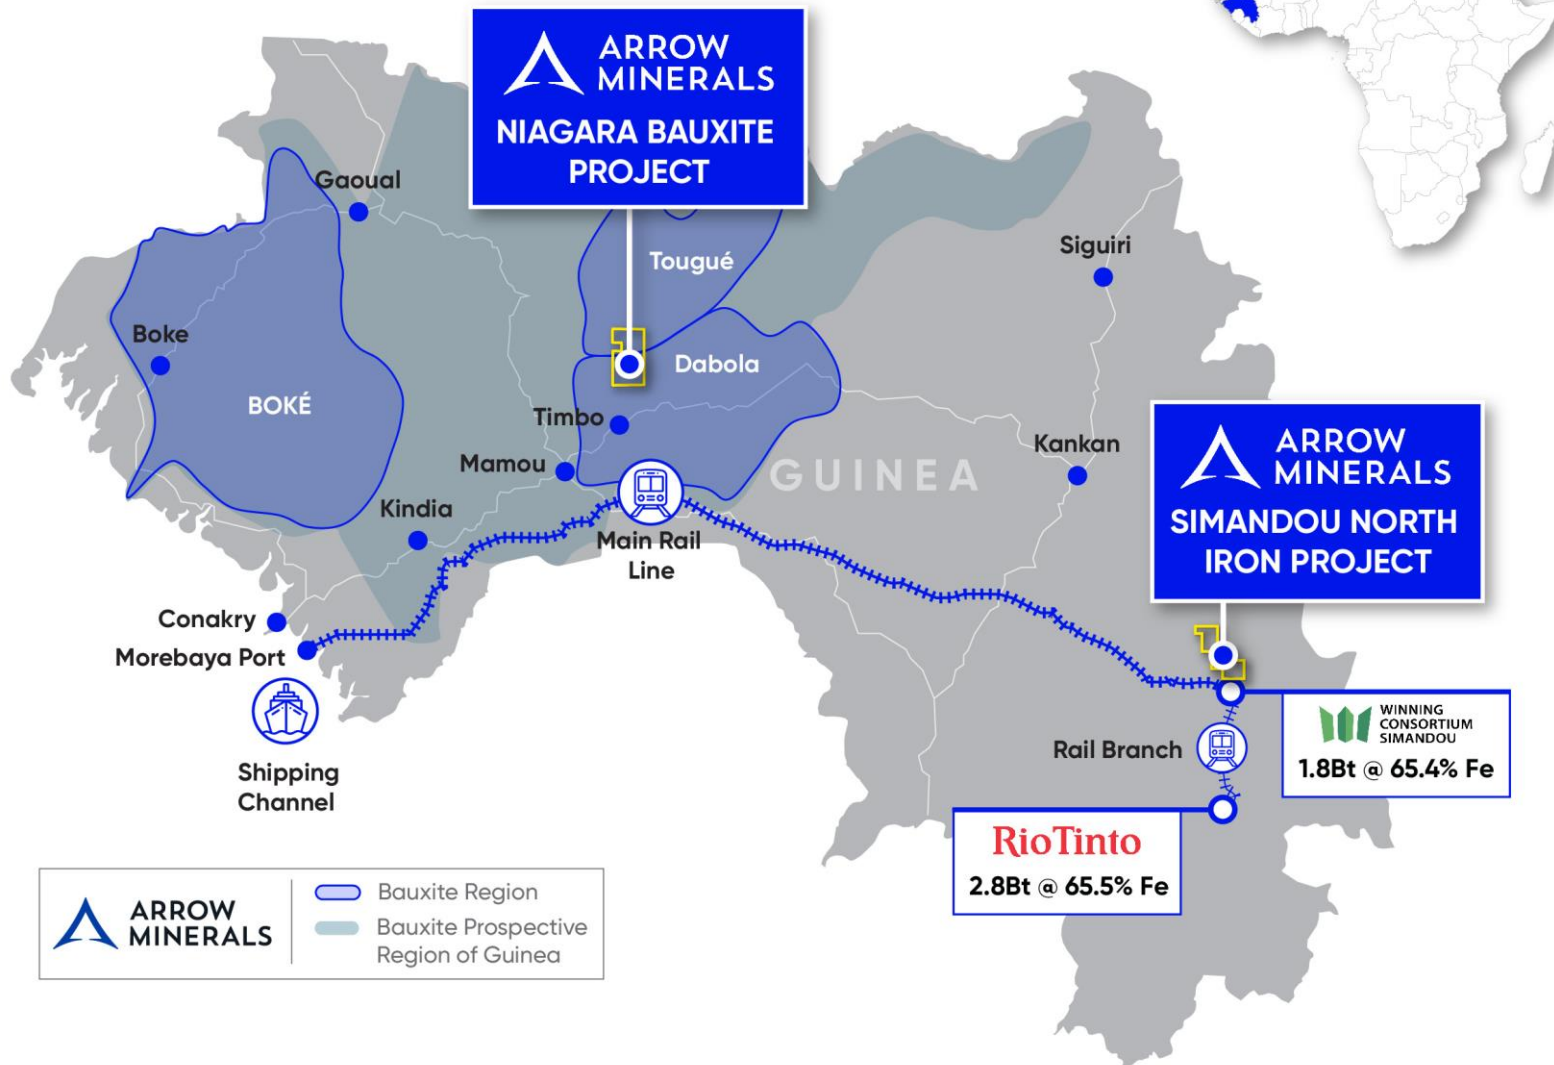 ARROW
MINERALS
NIAGARA BAUXITE
PROJECT
Gaoual
Tougué
Siguiri
Boke
Dabola
BOKÉ
Timbo
Mamou
GUINEA
Kankan
Kindia
Main Rail
Line
ARROW
MINERALS
SIMANDOU NORTH
IRON PROJECT
Conakry
Morebaya Port
Shipping
Channel
Rail Branch
WINNING
CONSORTIUM
SIMANDOU
1.8Bt @ 65.4% Fe
RioTinto
2.8Bt @ 65.5% Fe
ARROW
MINERALS
Bauxite Region
Bauxite Prospective
Region of Guinea